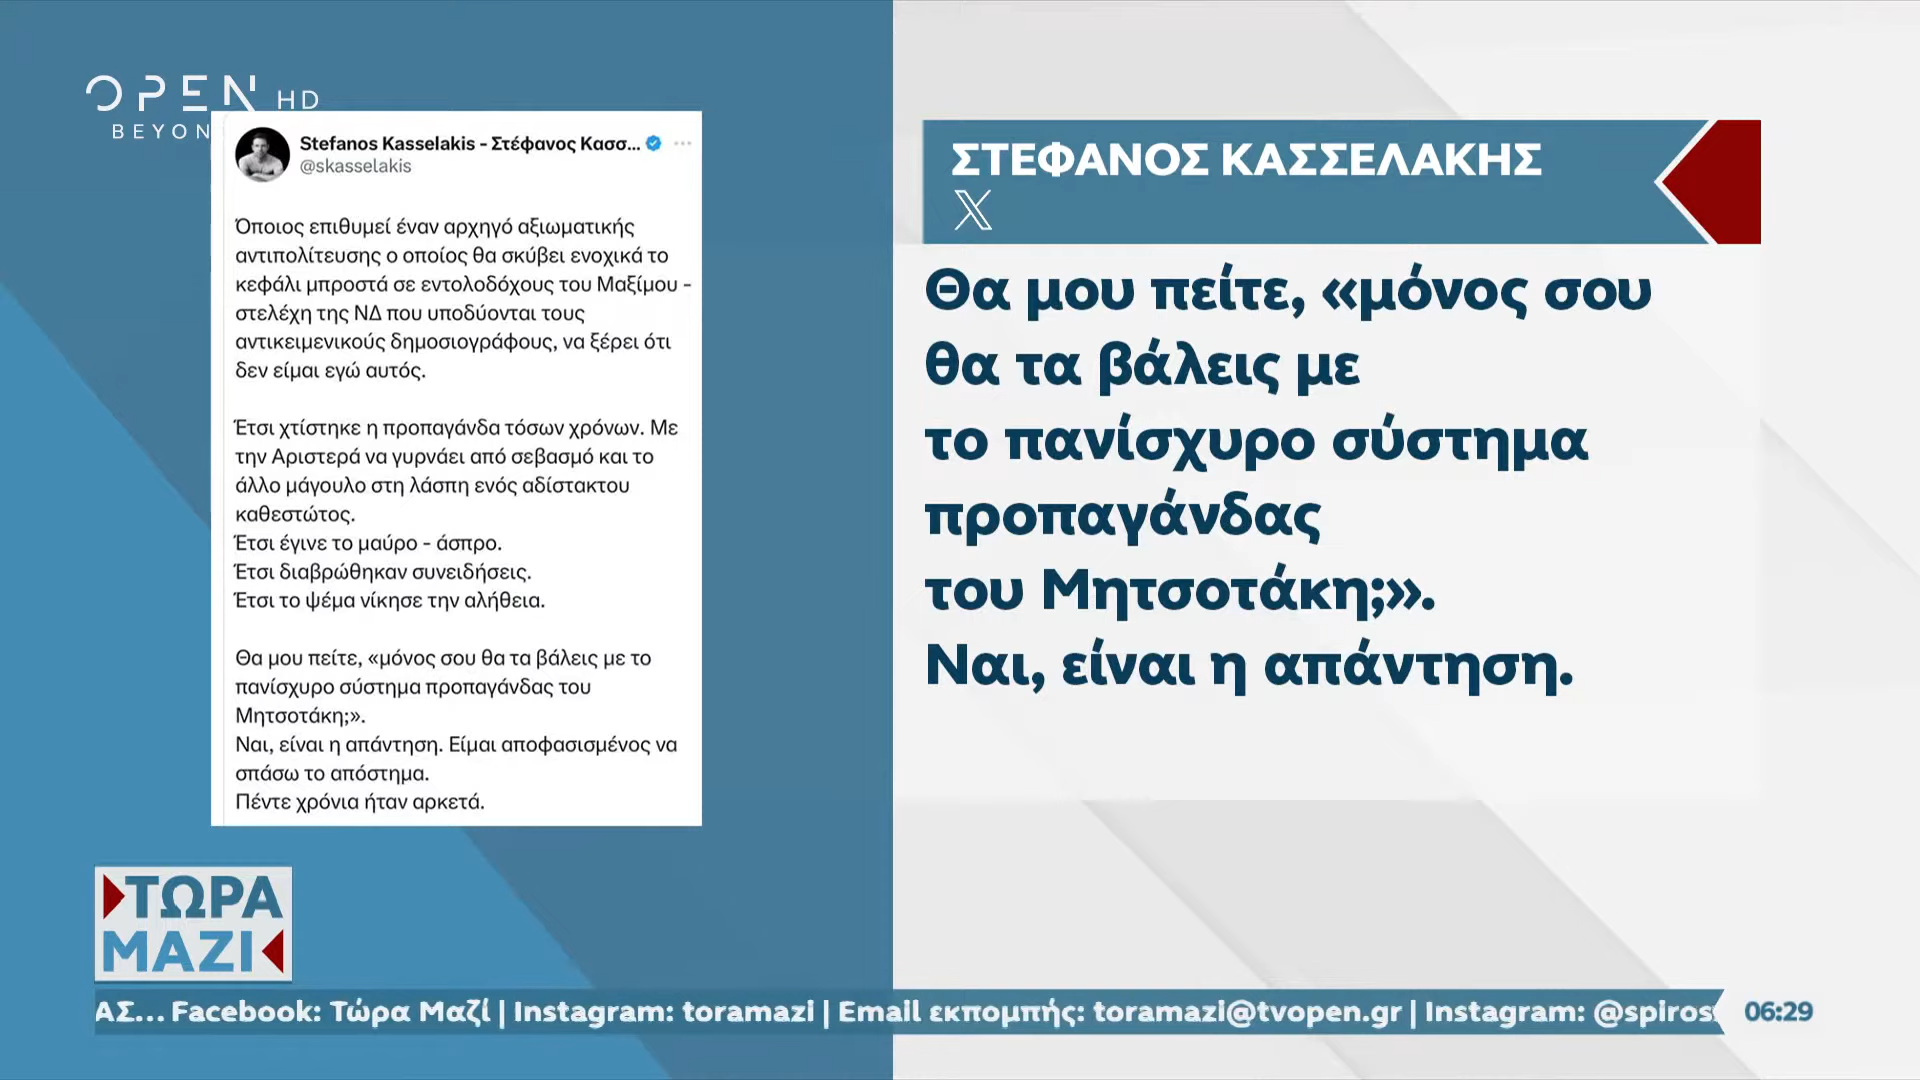 OPEN HD
BEYON
Stefanos Kasselakis - Στέφανος Κασσ...
@skasselakis
Όποιος επιθυμεί έναν αρχηγό αξιωματικής
αντιπολίτευσης ο οποίος θα σκύβει ενοχικά το
κεφάλι μπροστά σε εντολοδόχους του Μαξίμου -
στελέχη της ΝΔ που υποδύονται τους
αντικειμενικούς δημοσιογράφους, να ξέρει ότι
δεν είμαι εγώ αυτός.
Έτσι χτίστηκε η προπαγάνδα τόσων χρόνων. Με
την Αριστερά να γυρνάει από σεβασμό και το
άλλο μάγουλο στη λάσπη ενός αδίστακτου
καθεστώτος.
Έτσι έγινε το μαύρο - άσπρο.
Έτσι διαβρώθηκαν συνειδήσεις.
Έτσι το ψέμα νίκησε την αλήθεια.
Θα μου πείτε, «μόνος σου θα τα βάλεις με το
πανίσχυρο σύστημα προπαγάνδας του
Μητσοτάκη;».
Ναι, είναι η απάντηση. Είμαι αποφασισμένος να
σπάσω το απόστημα.
Πέντε χρόνια ήταν αρκετά.
ΣΤΕΦΑΝΟΣ ΚΑΣΣΕΛΑΚΗΣ
X
Θα μου πείτε, «μόνος σου
θα τα βάλεις με
το πανίσχυρο σύστημα
προπαγάνδας
του Μητσοτάκη;».
Ναι, είναι η απάντηση.
ΤΩΡΑ
ΜΑΖΙ
ΑΣ... Facebook: Τώρα Μαζί | Instagram: toramazi | Email εκπομπής: toramazi@tvopen.gr | Instagram: @spiros
06:29